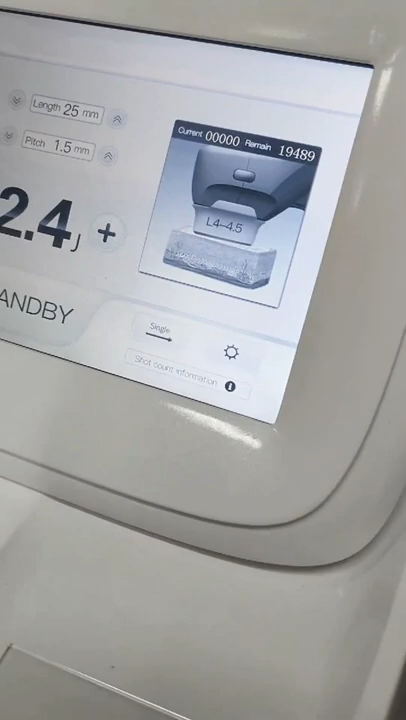 Length 25 mm
Pitch 1.5 mm
Current 00000 Remain 19489
L4-4.5
2.4 J +
ANDBY
Single
Shot count information